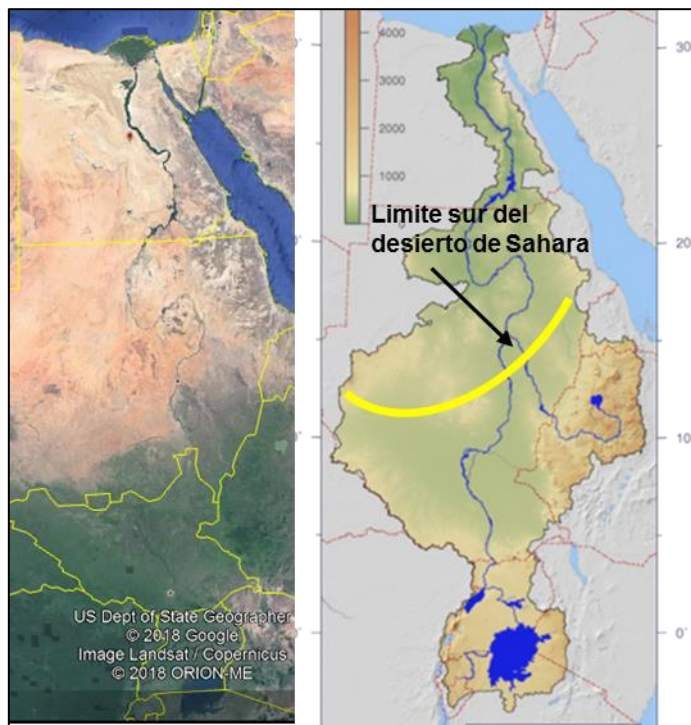 US Dept of State Geographer
© 2018 Google
Image Landsat / Copernicus
© 2018 ORION-ME
4000
3000
2000
1000
0
30
20
10
0°
Limite sur del
desierto de Sahara